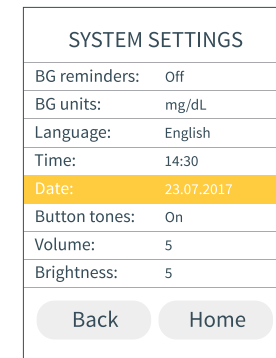 SYSTEM SETTINGS
BG reminders: Off
BG units: mg/dL
Language: English
Time: 14:30
Date: 23.07.2017
Button tones: On
Volume: 5
Brightness: 5
Back Home